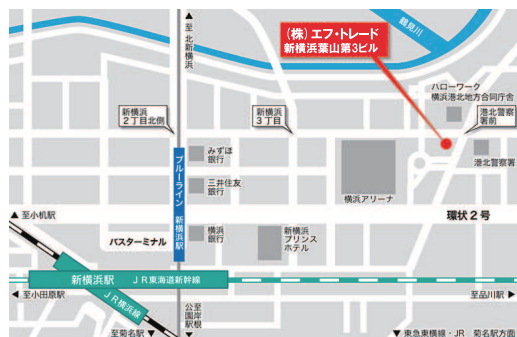 ▲至 北新横浜
鶴見川
(株)エフ・トレード
新横浜葉山第3ビル
ハローワーク
横浜港北地方合同庁舎
新横浜
2丁目北側
新横浜
3丁目
港北警察
署前
みずほ
銀行
ブルーライン 新横浜駅
三井住友
銀行
港北警察署
横浜アリーナ
▲至小机駅
環状2号
バスターミナル
横浜
銀行
新横浜
プリンス
ホテル
新横浜駅 JR東海道新幹線
◀至小田原駅
JR横浜線
至品川駅▶
至岸根
公園駅
▼
至菊名駅▼
▼東急東横線・JR 菊名駅方面